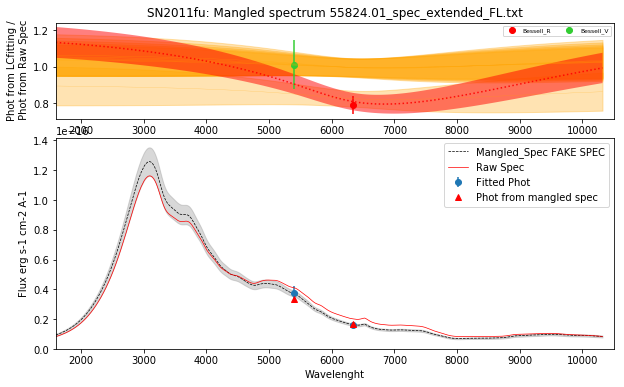 SN2011fu: Mangled spectrum 55824.01_spec_extended_FL.txt
Phot from LCfitting /
Phot from Raw Spec
1.2
1.0
0.8
Bessell_R
Bessell_V
2000 3000 4000 5000 6000 7000 8000 9000 10000
Flux erg s-1 cm-2 A-1
1.4
1.2
1.0
0.8
0.6
0.4
0.2
0.0
Mangled_Spec FAKE SPEC
Raw Spec
Fitted Phot
Phot from mangled spec
2000 3000 4000 5000 6000 7000 8000 9000 10000
Wavelenght